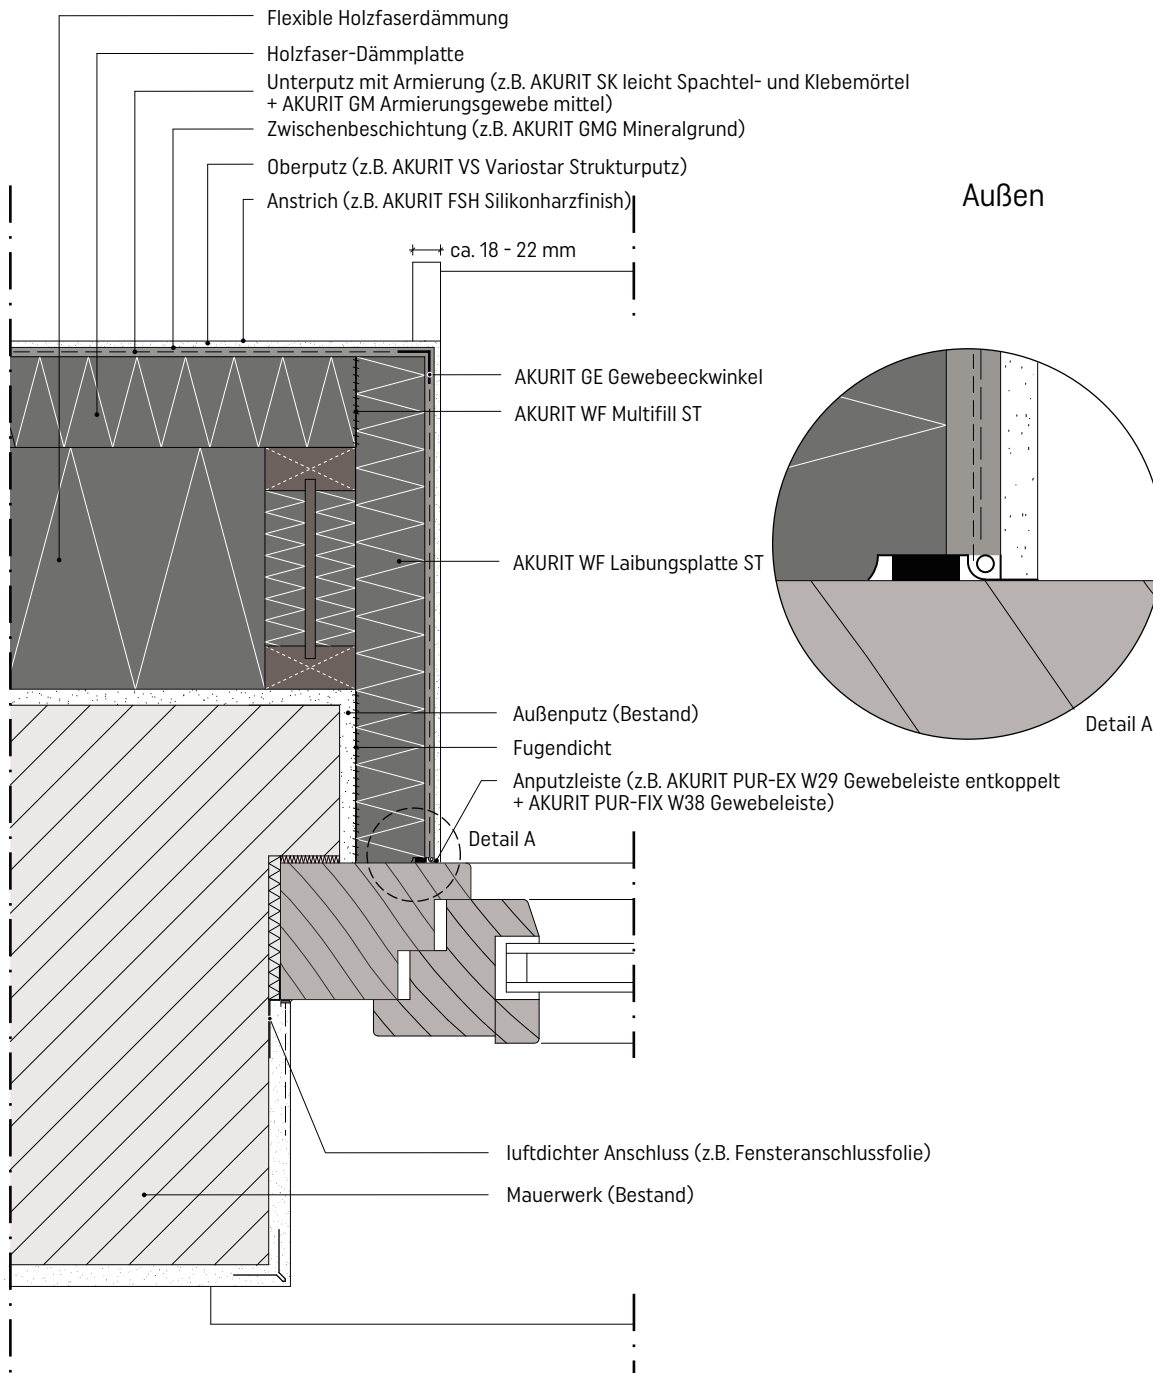 Flexible Holzfaserdämmung
Holzfaser-Dämmplatte
Unterputz mit Armierung (z.B. AKURIT SK leicht Spachtel- und Klebemörtel
+ AKURIT GM Armierungsgewebe mittel)
Zwischenbeschichtung (z.B. AKURIT GMG Mineralgrund)
Oberputz (z.B. AKURIT VS Variostar Strukturputz)
Anstrich (z.B. AKURIT FSH Silikonharzfinish)
Außen
ca. 18 - 22 mm
AKURIT GE Gewebeeckwinkel
AKURIT WF Multifill ST
AKURIT WF Laibungsplatte ST
Außenputz (Bestand)
Detail A
Fugendicht
Anputzleiste (z.B. AKURIT PUR-EX W29 Gewebeleiste entkoppelt
+ AKURIT PUR-FIX W38 Gewebeleiste)
Detail A
luftdichter Anschluss (z.B. Fensteranschlussfolie)
Mauerwerk (Bestand)